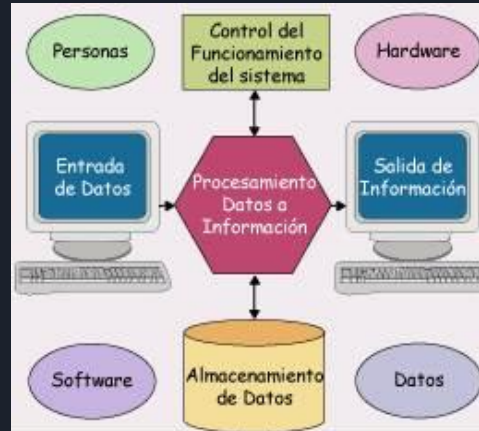 Personas
Control del
Funcionamiento
del sistema
Hardware
Entrada
de Datos
Procesamiento
Datos a
Información
Salida de
Información
Software
Almacenamiento
de Datos
Datos